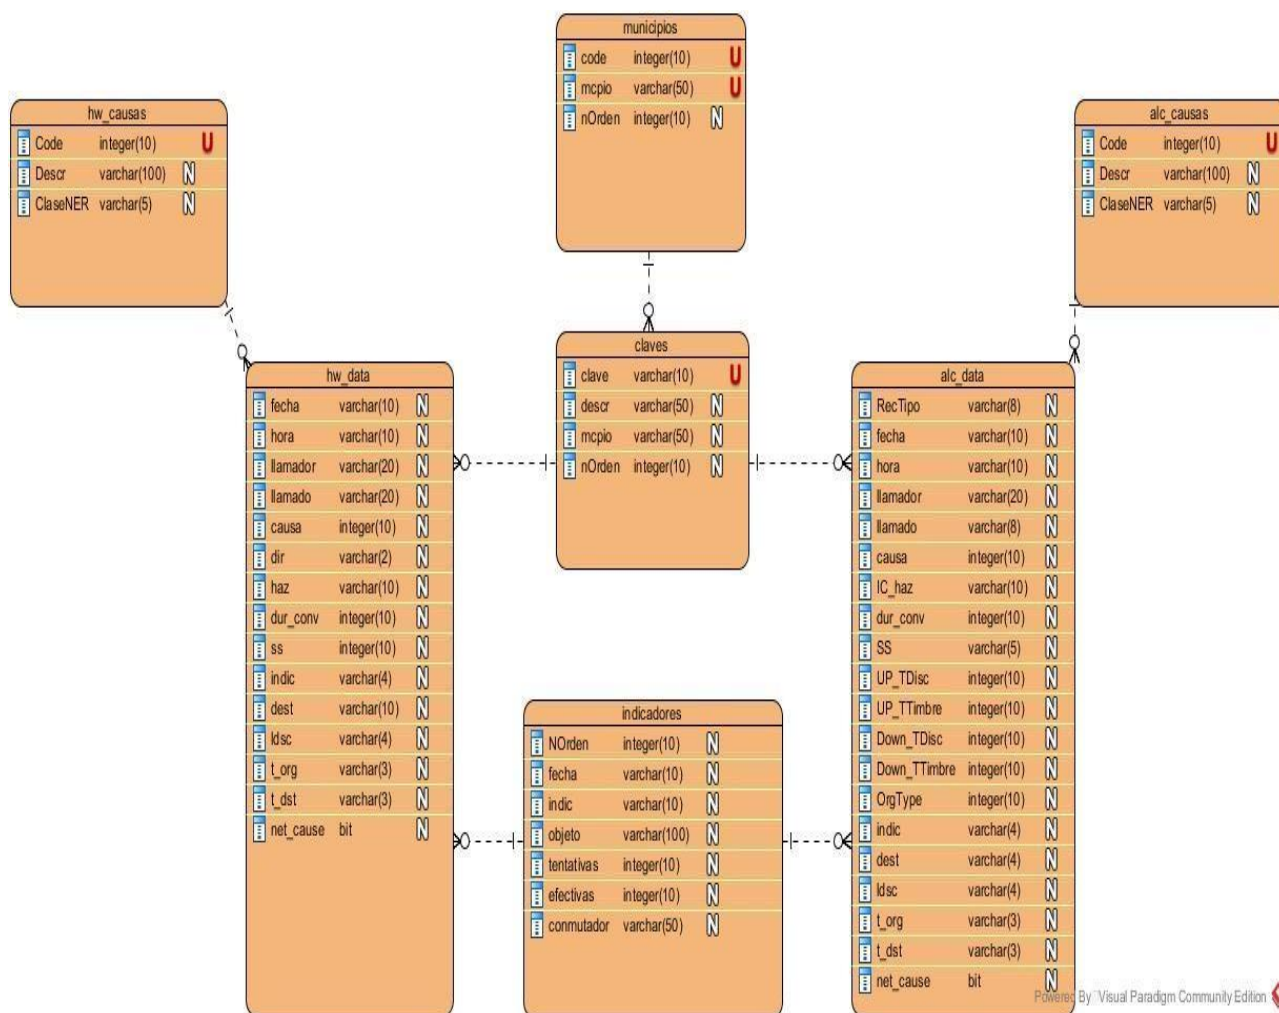 municipios
code integer(10) U
mcpio varchar(50) U
nOrden integer(10) N
hw_causas
Code integer(10) U
Descr varchar(100) N
ClaseNER varchar(5) N
alc_causas
Code integer(10) U
Descr varchar(100) N
ClaseNER varchar(5) N
claves
clave varchar(10) U
descr varchar(50) N
mcpio varchar(50) N
nOrden integer(10) N
hw_data
fecha varchar(10) N
hora varchar(10) N
llamador varchar(20) N
llamado varchar(20) N
causa integer(10) N
dir varchar(2) N
haz varchar(10) N
dur_conv integer(10) N
ss integer(10) N
indic varchar(4) N
dest varchar(10) N
ldsc varchar(4) N
t_org varchar(3) N
t_dst varchar(3) N
net_cause bit N
alc_data
RecTipo varchar(8) N
fecha varchar(10) N
hora varchar(10) N
llamador varchar(20) N
llamado varchar(8) N
causa integer(10) N
IC_haz varchar(10) N
dur_conv integer(10) N
SS varchar(5) N
UP_TDisc integer(10) N
UP_TTimbre integer(10) N
Down_TDisc integer(10) N
Down_TTimbre integer(10) N
OrgType integer(10) N
indic varchar(4) N
dest varchar(4) N
ldsc varchar(4) N
t_org varchar(3) N
t_dst varchar(3) N
net_cause bit N
indicadores
NOrden integer(10) N
fecha varchar(10) N
indic varchar(10) N
objeto varchar(100) N
tentativas integer(10) N
efectivas integer(10) N
conmutador varchar(50) N
Powered By Visual Paradigm Community Edition